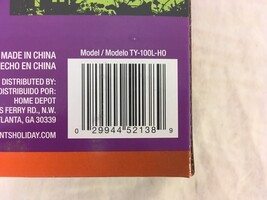 MADE IN CHINA
ECHO EN CHINA
DISTRIBUTED BY:
DISTRIBUIDO POR:
HOME DEPOT
S FERRY RD., N.W.
ATLANTA, GA 30339
NTSHOLIDAY.COM
Model / Modelo TY-100L-HO
0 29944 52138 9